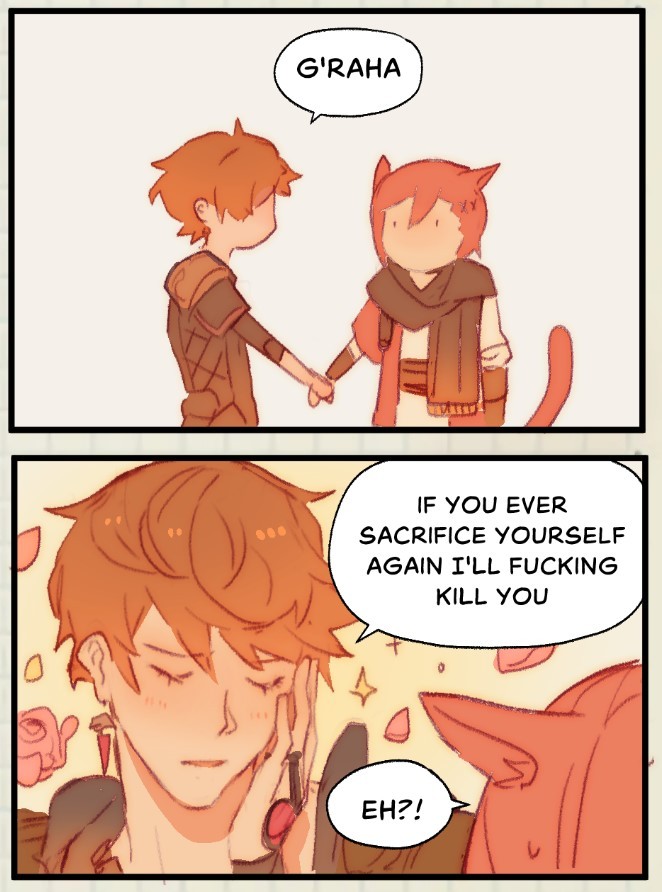 G'RAHA
IF YOU EVER
SACRIFICE YOURSELF
AGAIN I'LL FUCKING
KILL YOU
EH?!